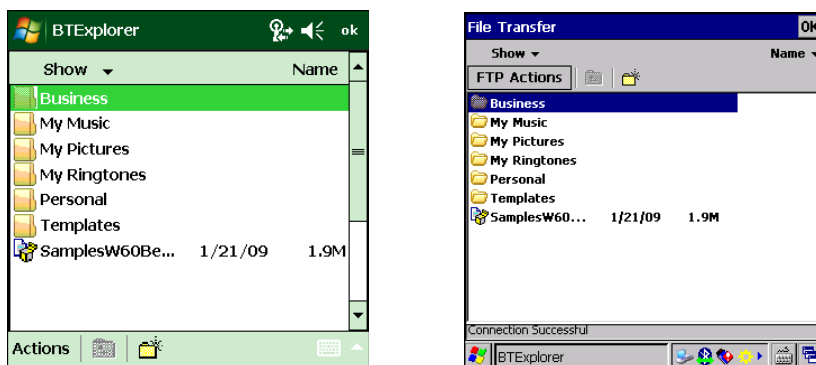 BTExplorer ok
Show Name
Business
My Music
My Pictures
My Ringtones
Personal
Templates
SamplesW60Be... 1/21/09 1.9M
Actions
File Transfer OK
Show Name
FTP Actions
Business
My Music
My Pictures
My Ringtones
Personal
Templates
SamplesW60... 1/21/09 1.9M
Connection Successful
BTExplorer